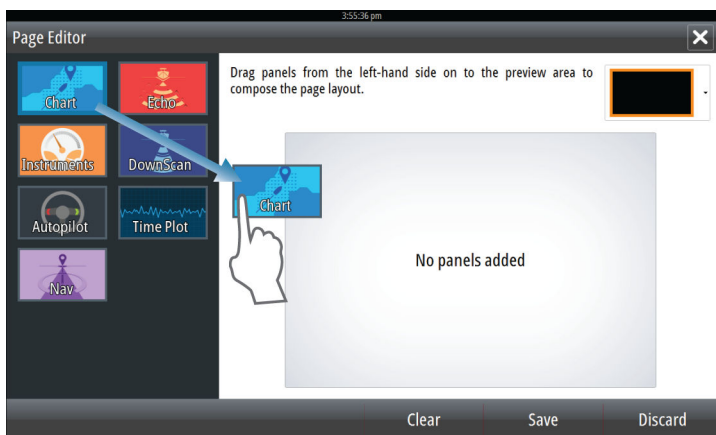 3:55:36 pm
Page Editor
Chart
Echo
Instruments
DownScan
Autopilot
Time Plot
Nav
Drag panels from the left-hand side on to the preview area to
compose the page layout.
Chart
No panels added
Clear
Save
Discard